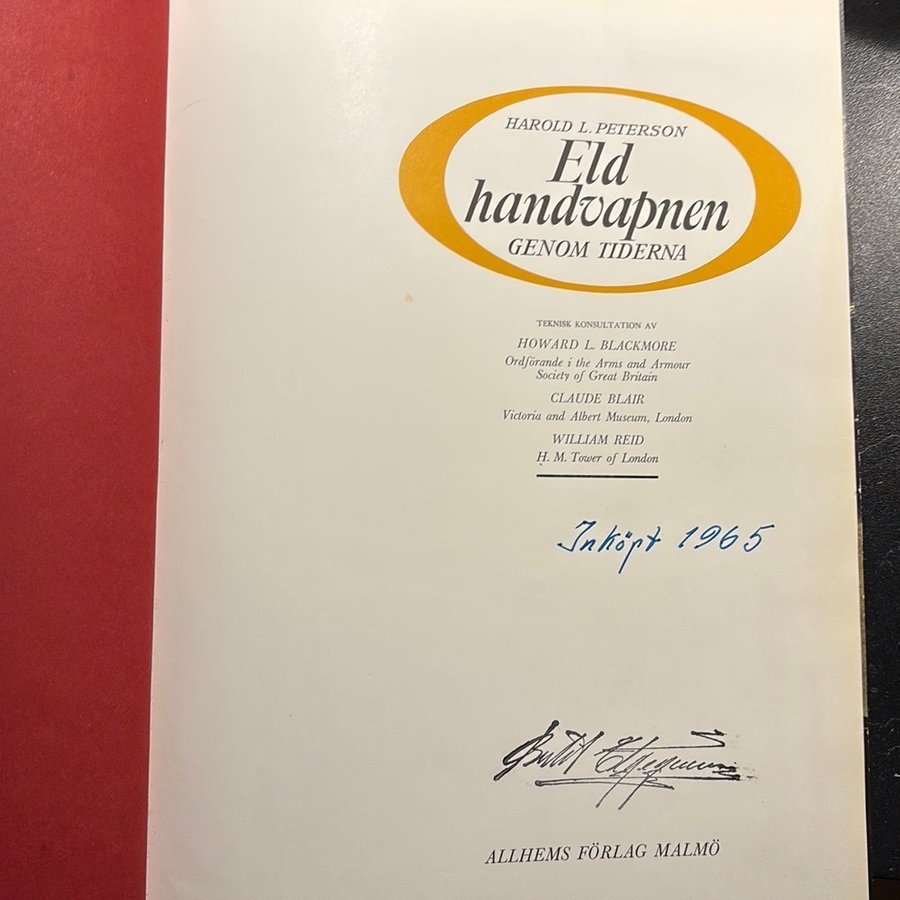 HAROLD L. PETERSON
Eld
handvapnen
GENOM TIDERNA
TEKNISK KONSULTATION AV
HOWARD L. BLACKMORE
Ordförande i the Arms and Armour
Society of Great Britain
CLAUDE BLAIR
Victoria and Albert Museum, London
WILLIAM REID
H. M. Tower of London
Inköpt 1965
ALLHEMS FÖRLAG MALMÖ